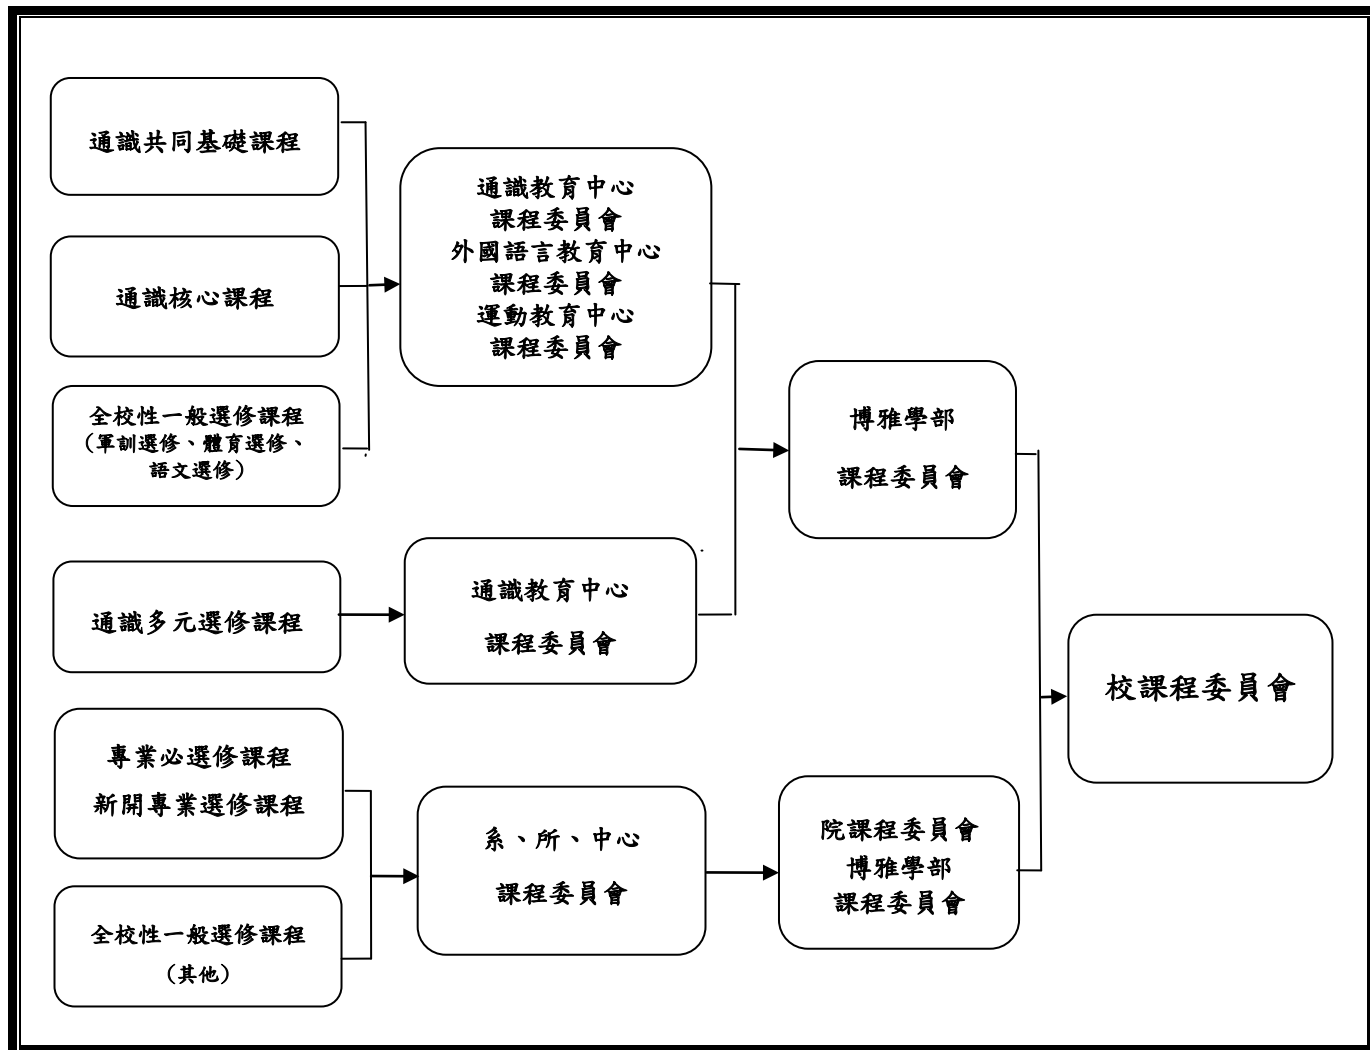 通識共同基礎課程
通識核心課程
全校性一般選修課程
（軍訓選修、體育選修、
語文選修）
通識教育中心
課程委員會
外國語言教育中心
課程委員會
運動教育中心
課程委員會
通識多元選修課程
通識教育中心
課程委員會
博雅學部
課程委員會
專業必選修課程
新開專業選修課程
全校性一般選修課程
（其他）
系、所、中心
課程委員會
院課程委員會
博雅學部
課程委員會
校課程委員會